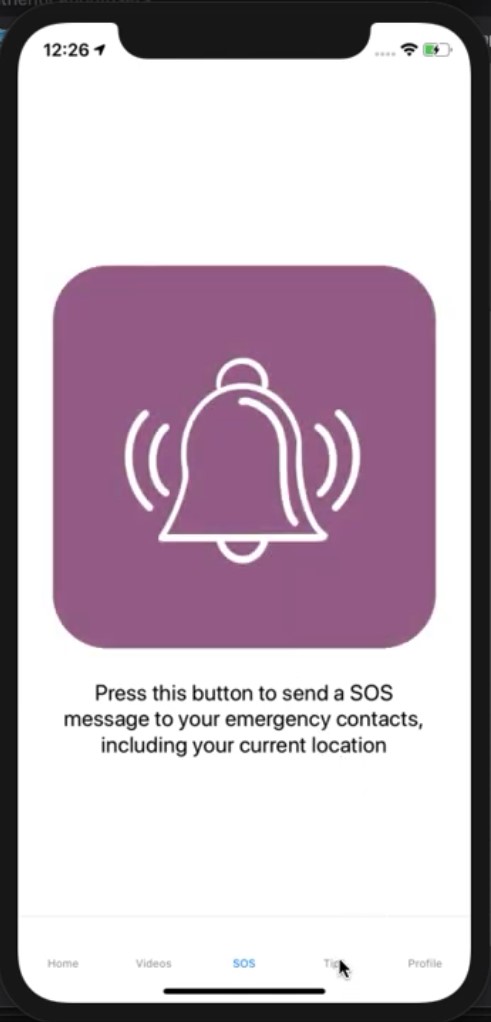 12:26
Press this button to send a SOS
message to your emergency contacts,
including your current location
Home Videos SOS Profile